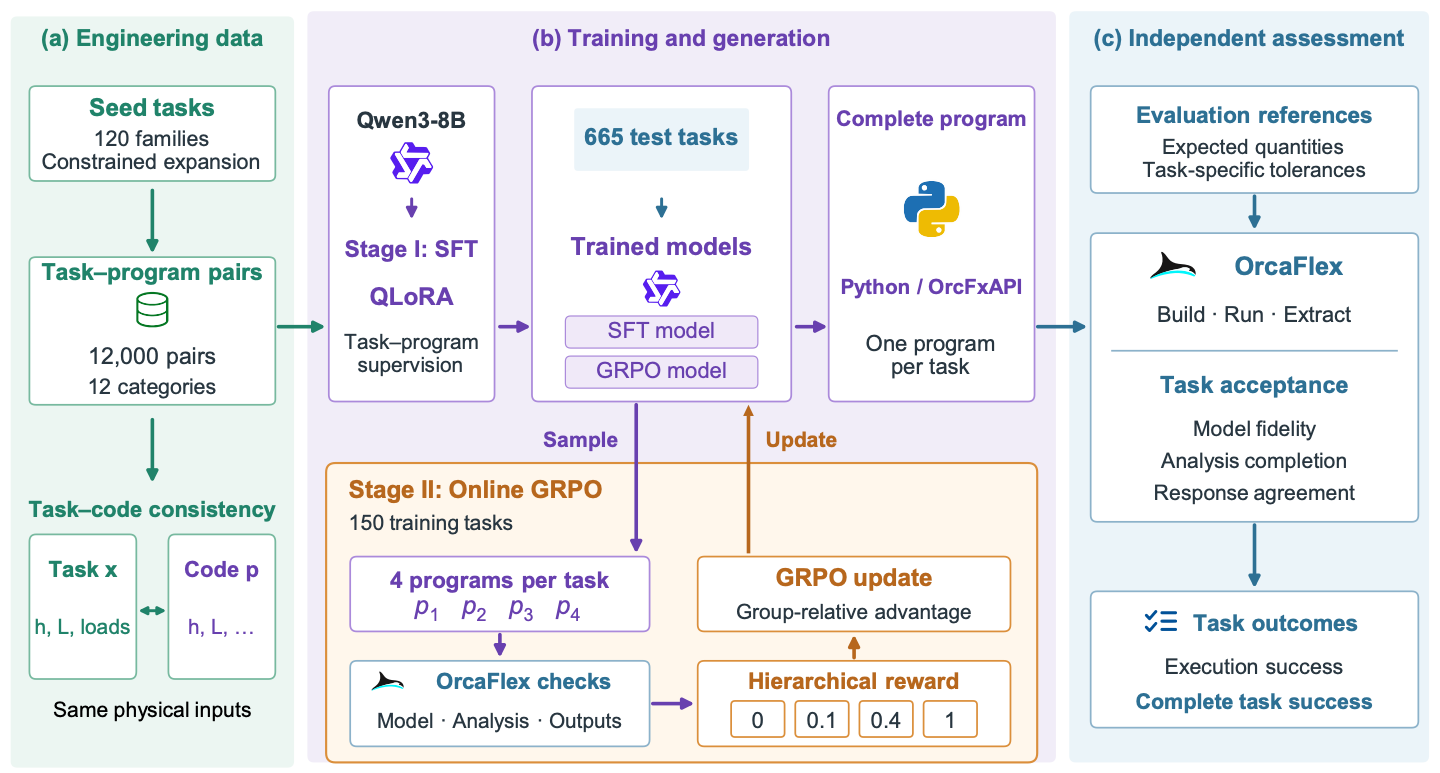 (a) Engineering data
Seed tasks
120 families
Constrained expansion
Task–program pairs
12,000 pairs
12 categories
Task–code consistency
Task x
h, L, loads
Code p
h, L, …
Same physical inputs
(b) Training and generation
Qwen3-8B
Stage I: SFT
QLoRA
Task–program
supervision
665 test tasks
Trained models
SFT model
GRPO model
Complete program
Python / OrcFxAPI
One program
per task
Sample
Update
Stage II: Online GRPO
150 training tasks
4 programs per task
p1 p2 p3 p4
OrcaFlex checks
Model · Analysis · Outputs
GRPO update
Group-relative advantage
Hierarchical reward
0 0.1 0.4 1
(c) Independent assessment
Evaluation references
Expected quantities
Task-specific tolerances
OrcaFlex
Build · Run · Extract
Task acceptance
Model fidelity
Analysis completion
Response agreement
Task outcomes
Execution success
Complete task success